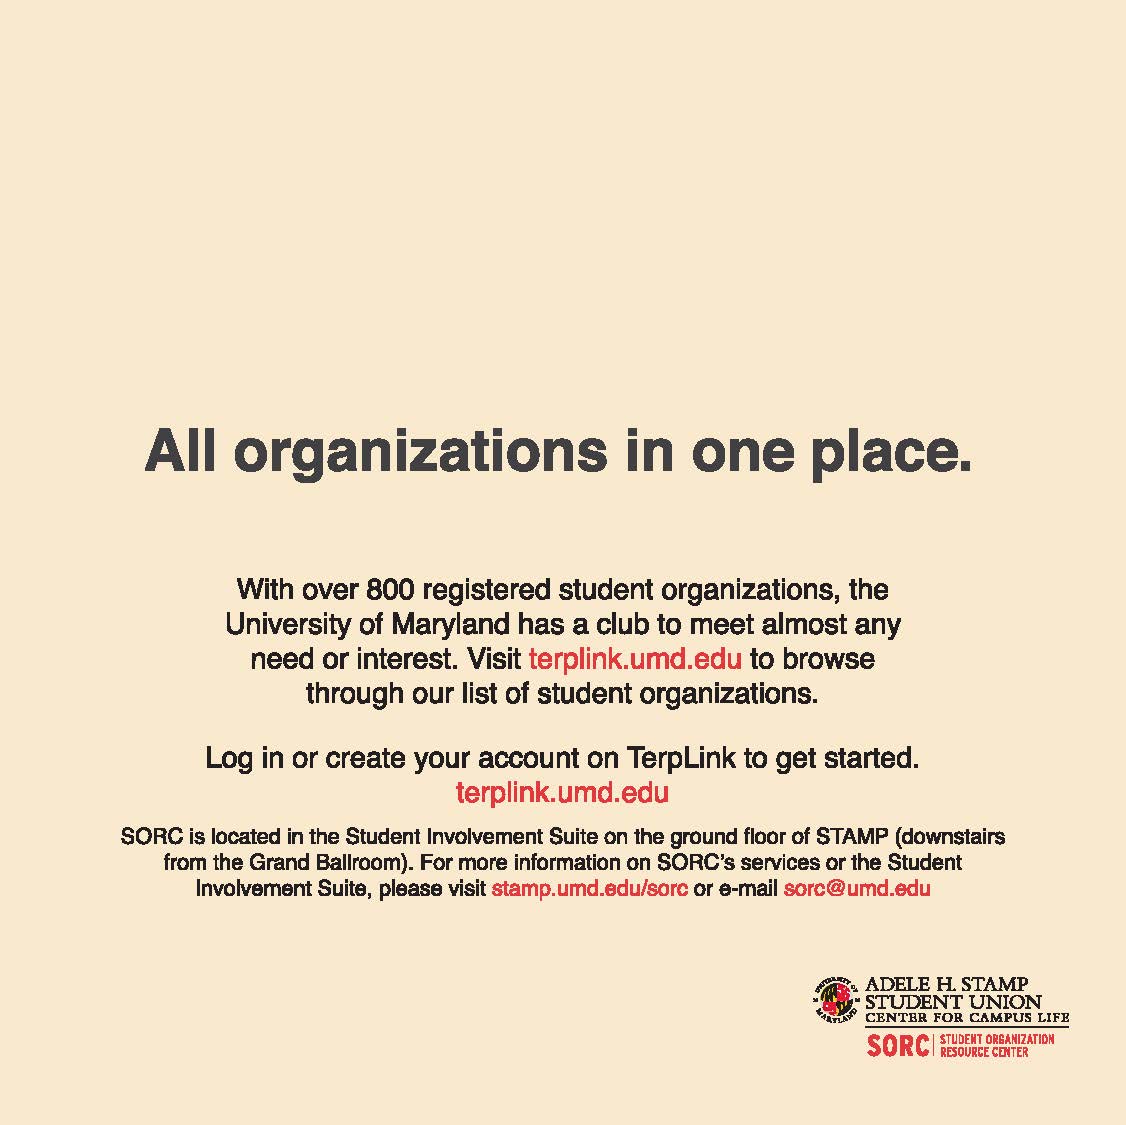 All organizations in one place.
With over 800 registered student organizations, the
University of Maryland has a club to meet almost any
need or interest. Visit terplink.umd.edu to browse
through our list of student organizations.
Log in or create your account on TerpLink to get started.
terplink.umd.edu
SORC is located in the Student Involvement Suite on the ground floor of STAMP (downstairs
from the Grand Ballroom). For more information on SORC's services or the Student
Involvement Suite, please visit stamp.umd.edu/sorc or e-mail sorc@umd.edu
UNIVERSITY OF
MARYLAND
ADELE H. STAMP
STUDENT UNION
CENTER FOR CAMPUS LIFE
SORC
STUDENT ORGANIZATION
RESOURCE CENTER